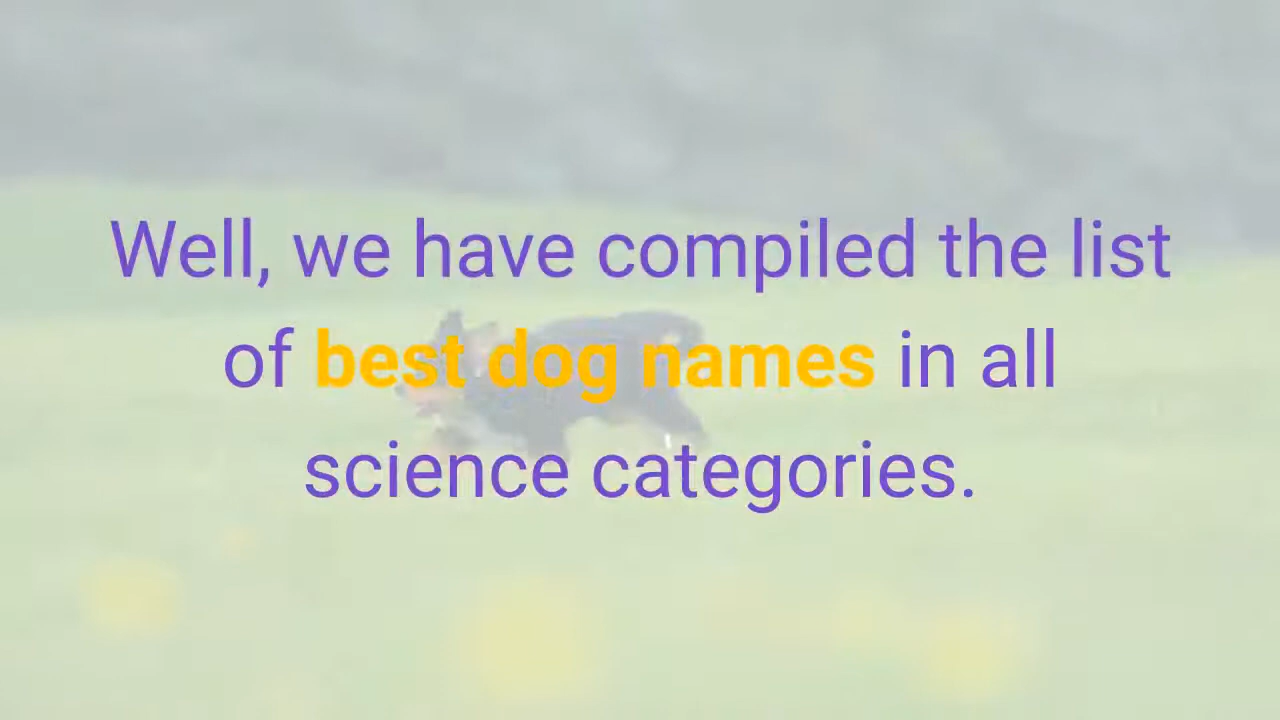 Well, we have compiled the list
of best dog names in all
science categories.